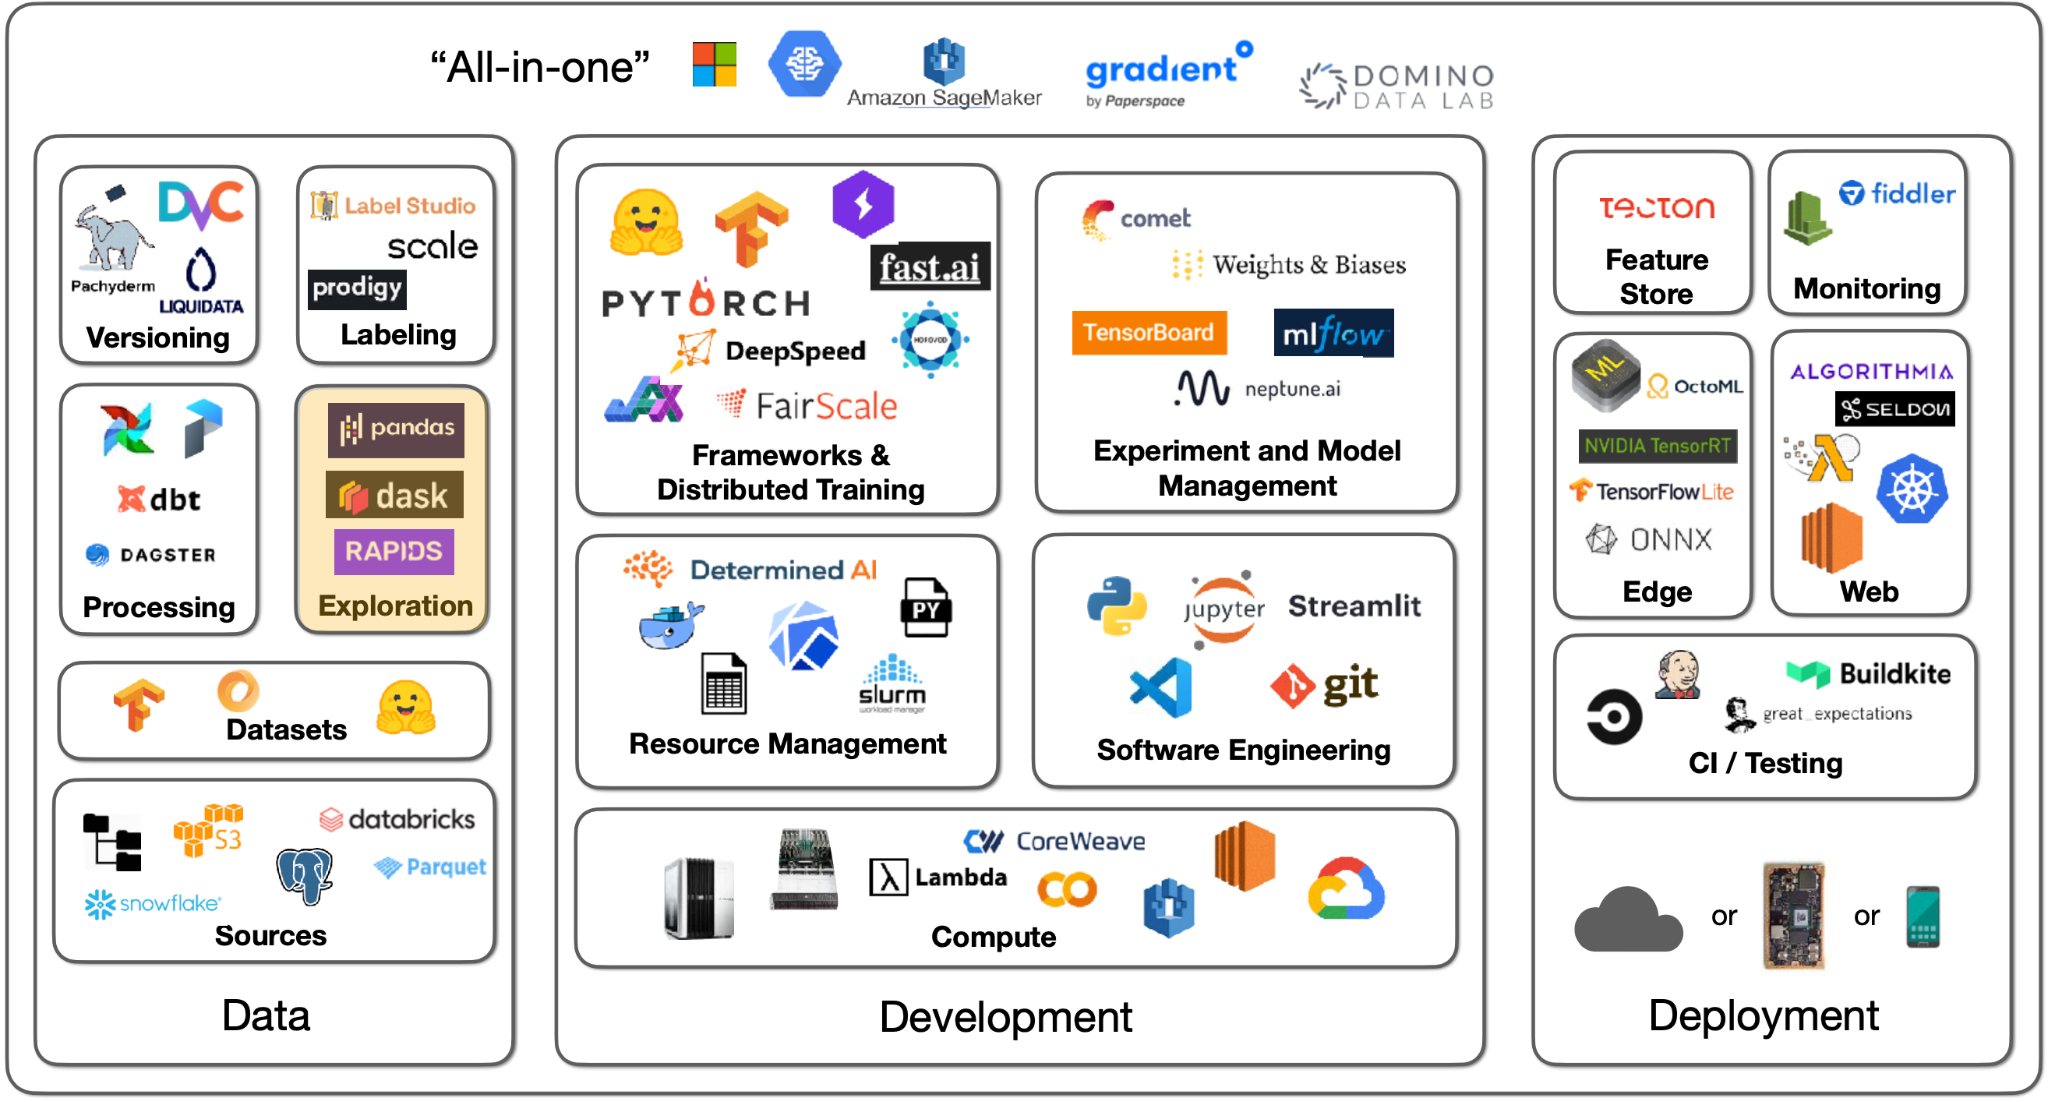 “All-in-one”
Amazon SageMaker
gradient
by Paperspace
DOMINO
DATA LAB
DVC
Pachyderm
LIQUIDATA
Versioning
Label Studio
scale
prodigy
Labeling
dbt
DAGSTER
Processing
pandas
dask
RAPIDS
Exploration
Datasets
S3
databricks
Parquet
snowflake®
Sources
Data
fast.ai
PYTORCH
HOROVOD
DeepSpeed
JAX
FairScale
Frameworks &
Distributed Training
comet
Weights & Biases
TensorBoard
mlflow
neptune.ai
Experiment and Model
Management
Determined AI
PY
slurm
workload manager
Resource Management
jupyter
Streamlit
git
Software Engineering
CoreWeave
Lambda
CO
Compute
Development
TECTON
Feature
Store
fiddler
Monitoring
ML
OctoML
NVIDIA TensorRT
TensorFlow Lite
ONNX
Edge
ALGORITHMIA
SELDON
Web
Buildkite
great_expectations
CI / Testing
or
or
Deployment